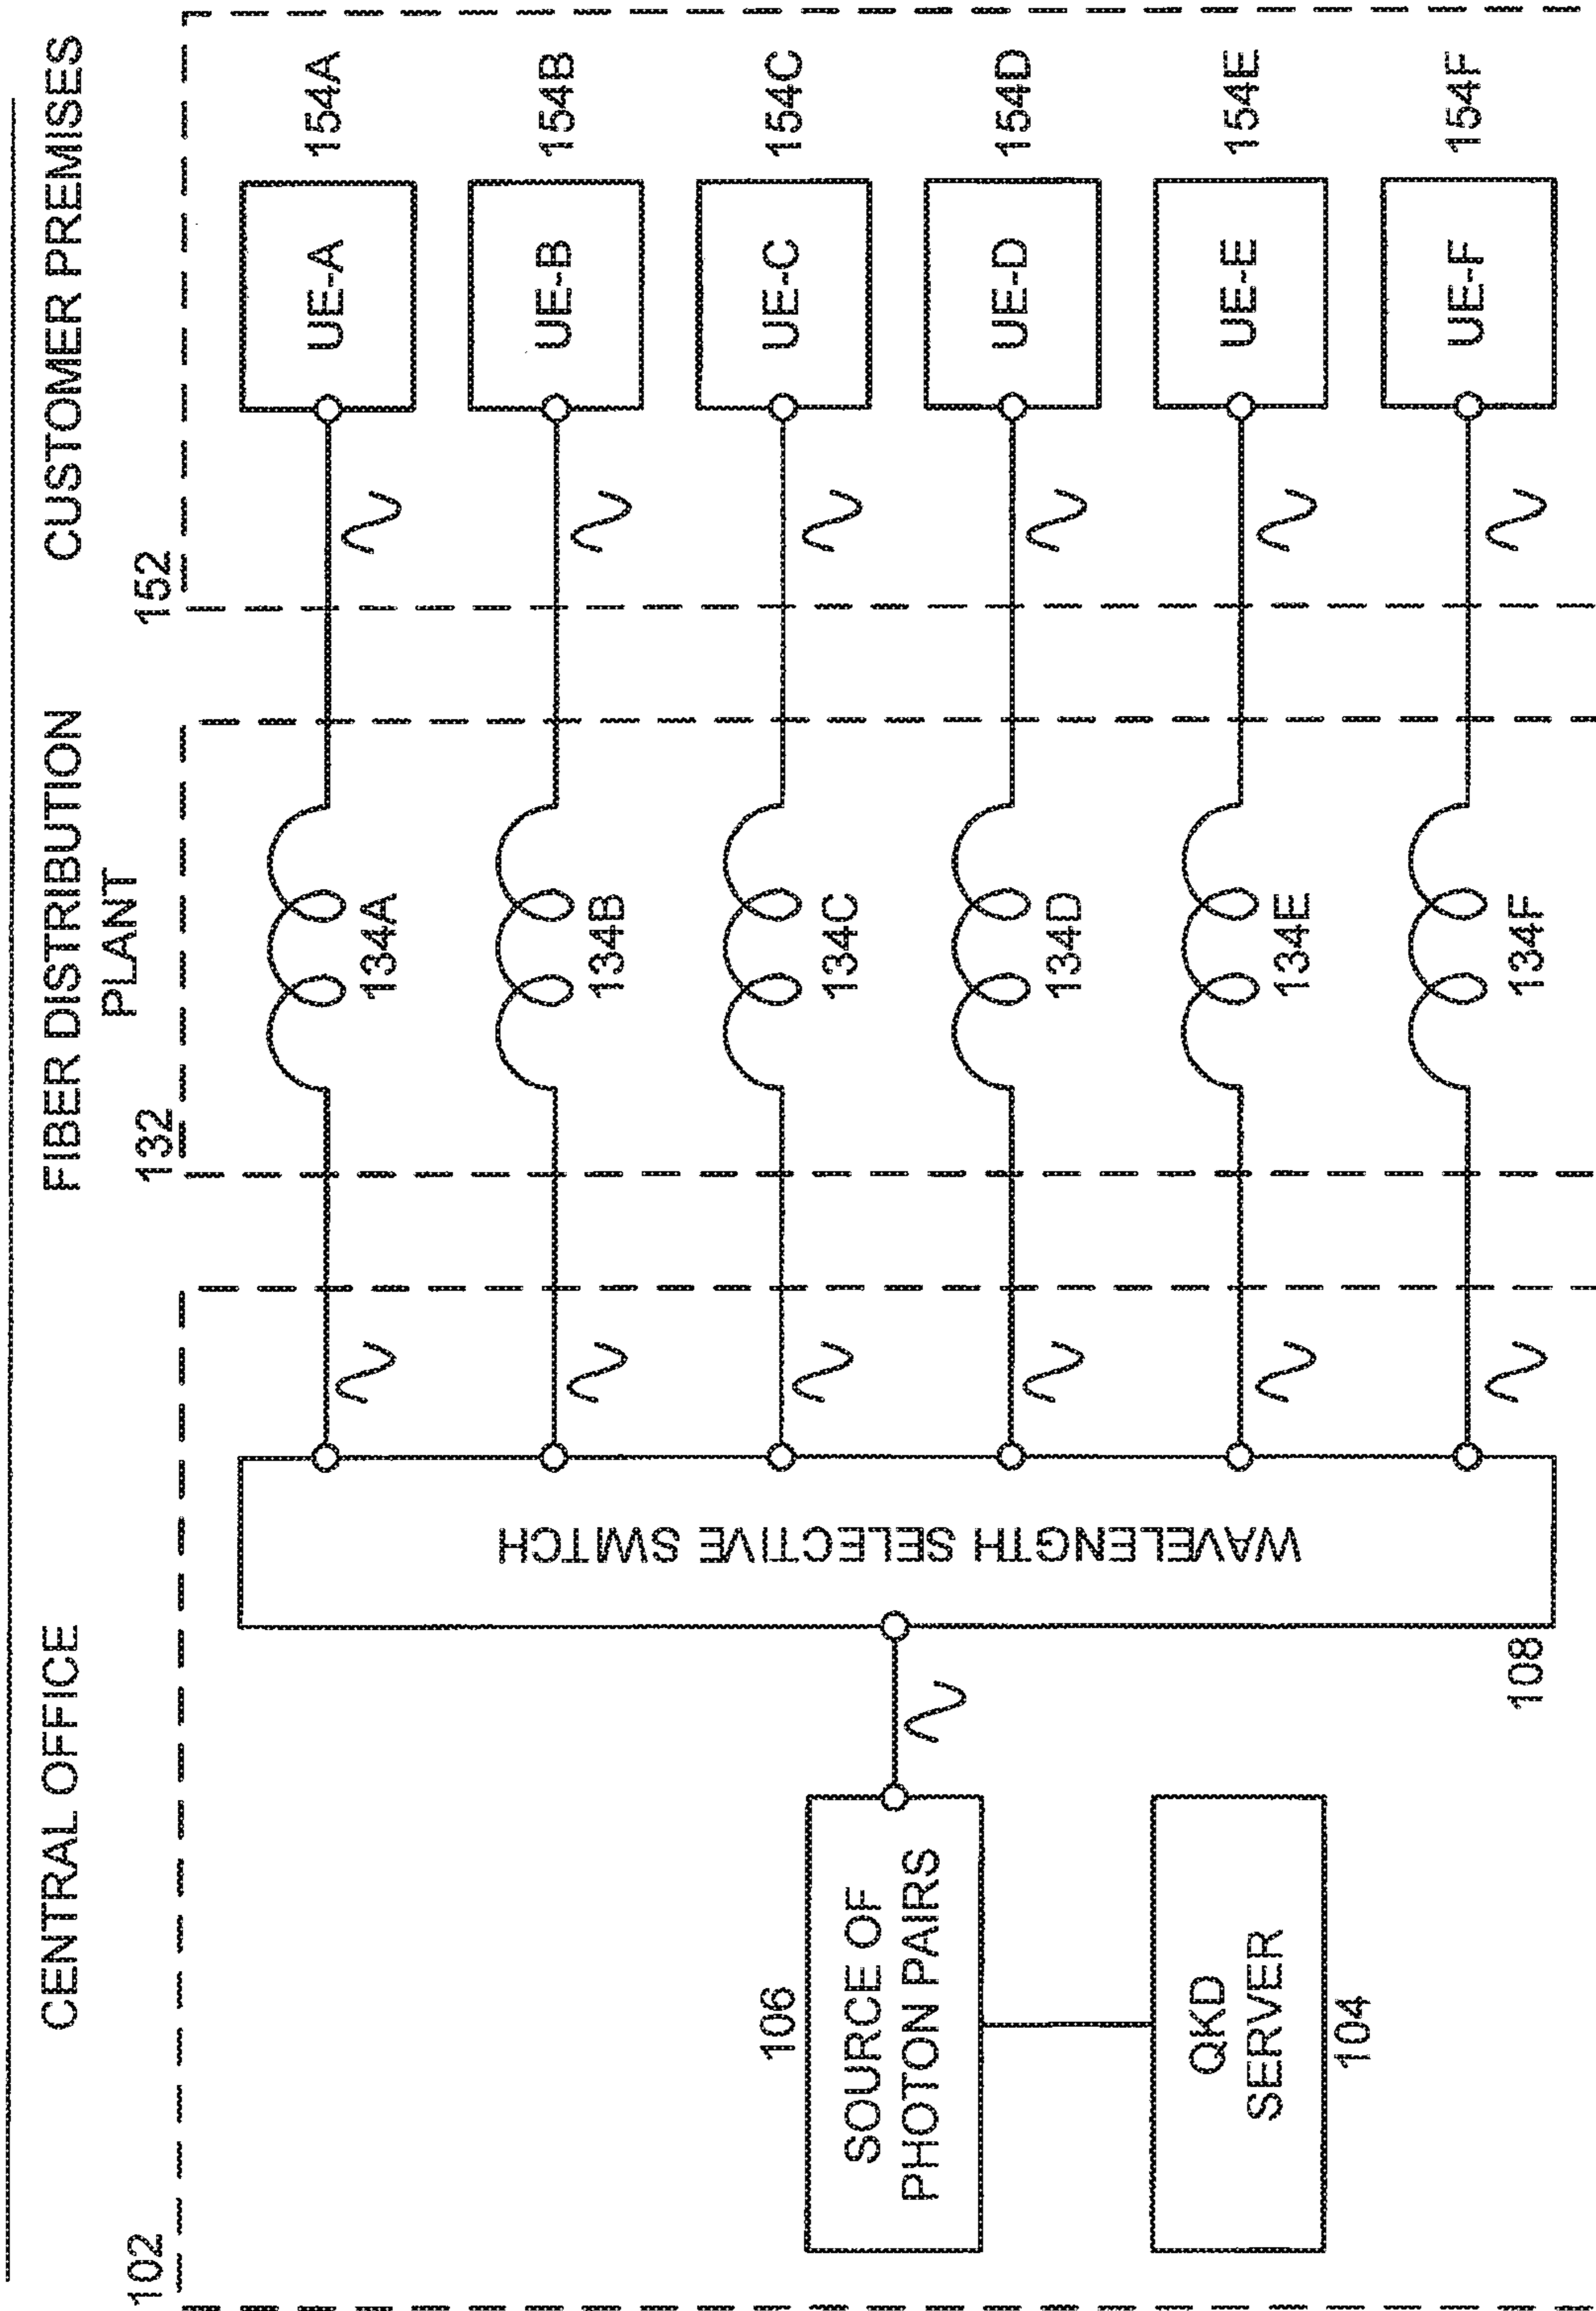 CENTRAL OFFICE
FIBER DISTRIBUTION
PLANT
CUSTOMER PREMISES
102
132
152
106
SOURCE OF
PHOTON PAIRS
QKD
SERVER
104
WAVELENGTH SELECTIVE SWITCH
108
134A
134B
134C
134D
134E
134F
UE-A
154A
UE-B
154B
UE-C
154C
UE-D
154D
UE-E
154E
UE-F
154F